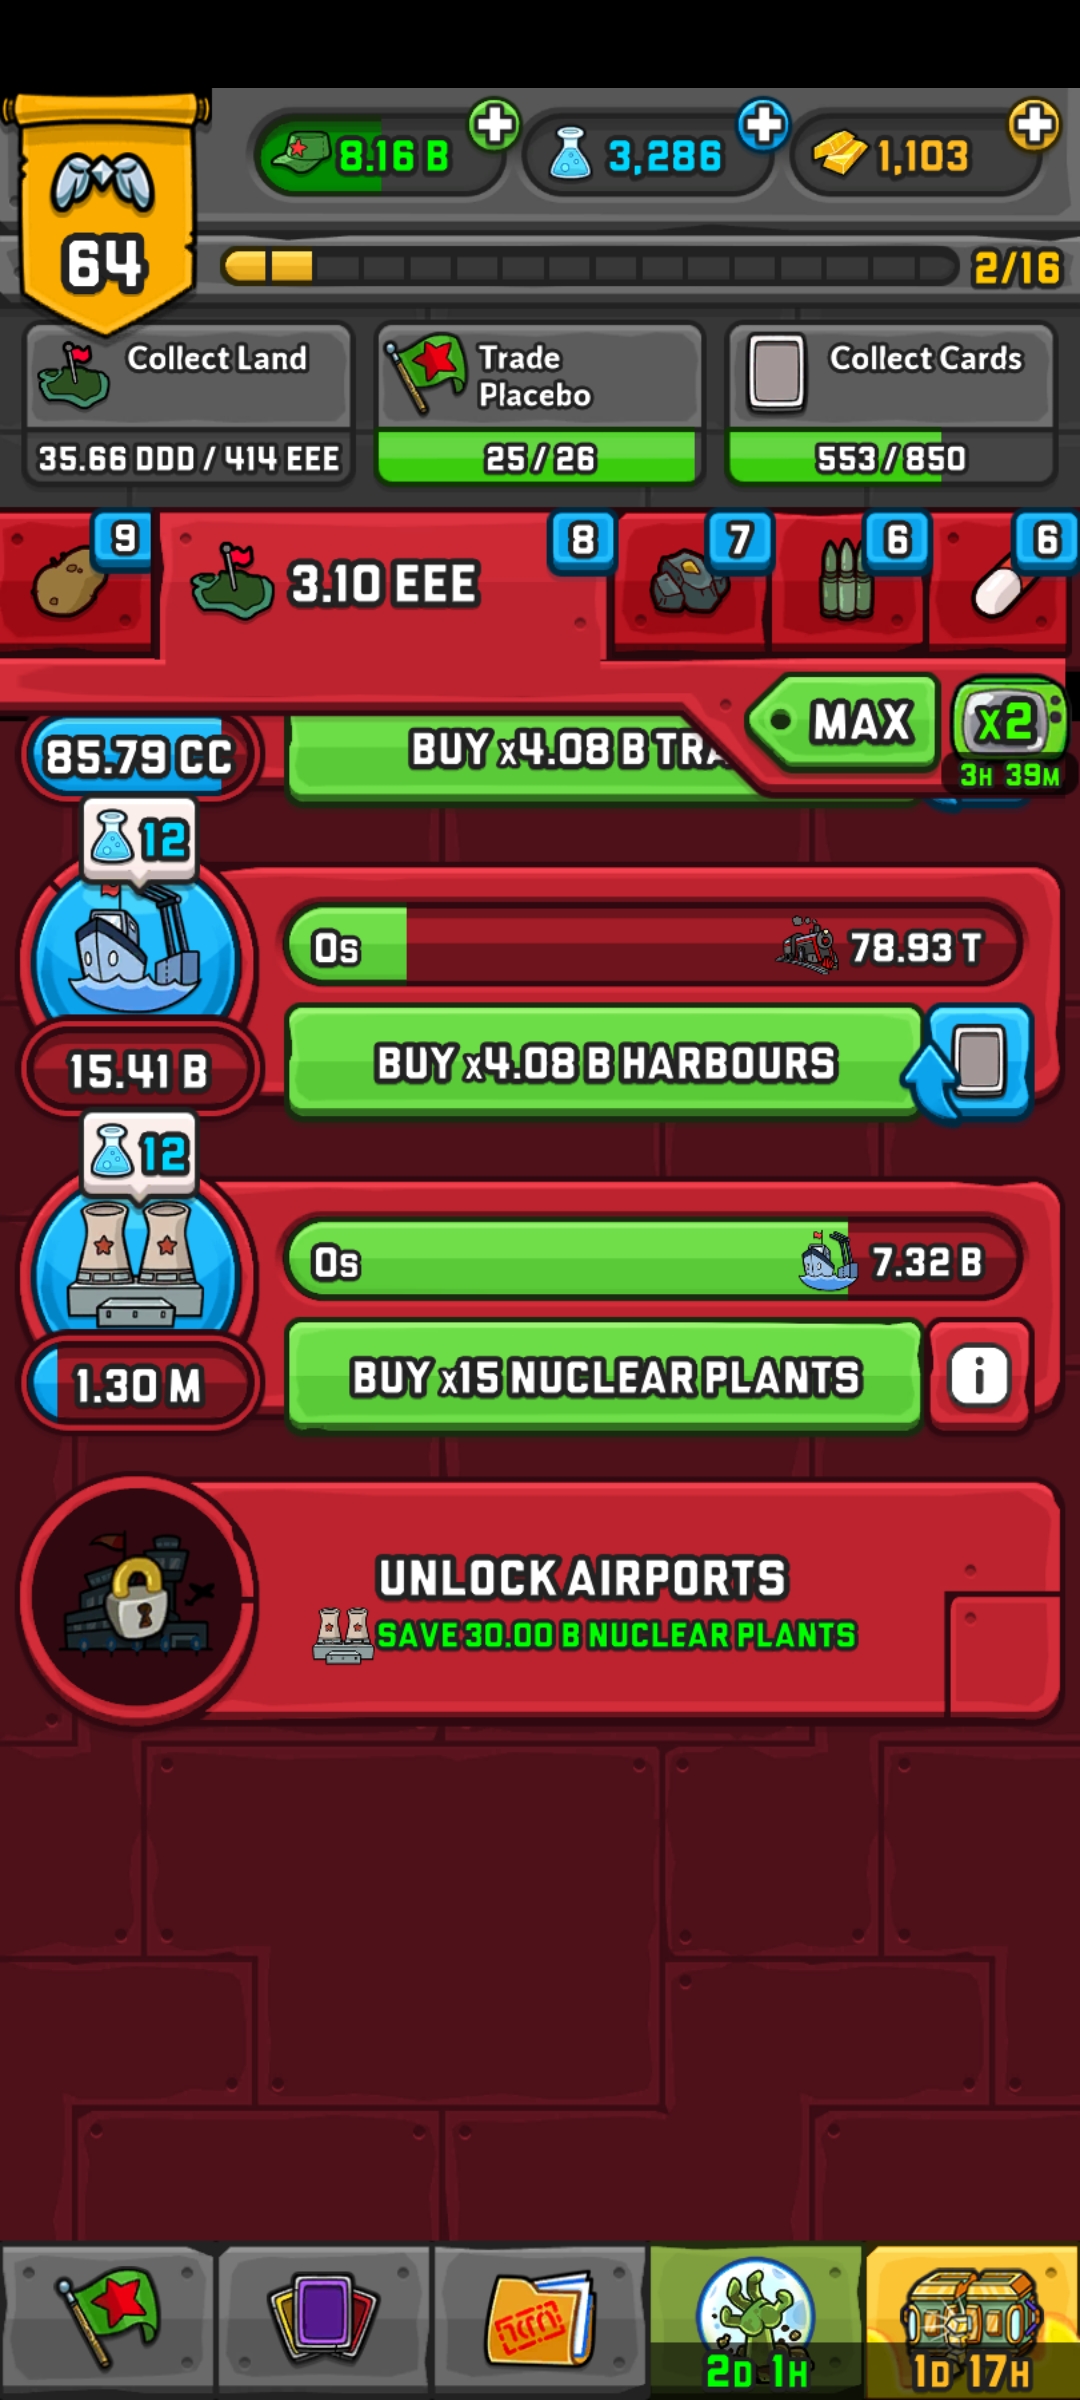 8.16 B
3,286
1,103
64
2/16
Collect Land
35.66 DDD / 414 EEE
Trade
Placebo
25 / 26
Collect Cards
553 / 850
9
3.10 EEE
8
7
6
6
MAX
x2
3H 39M
85.79 CC
BUY x4.08 B
12
0s
78.93 T
15.41 B
BUY x4.08 B HARBOURS
12
0s
7.32 B
1.30 M
BUY x15 NUCLEAR PLANTS
i
UNLOCK AIRPORTS
SAVE 30.00 B NUCLEAR PLANTS
2D 1H
1D 17H